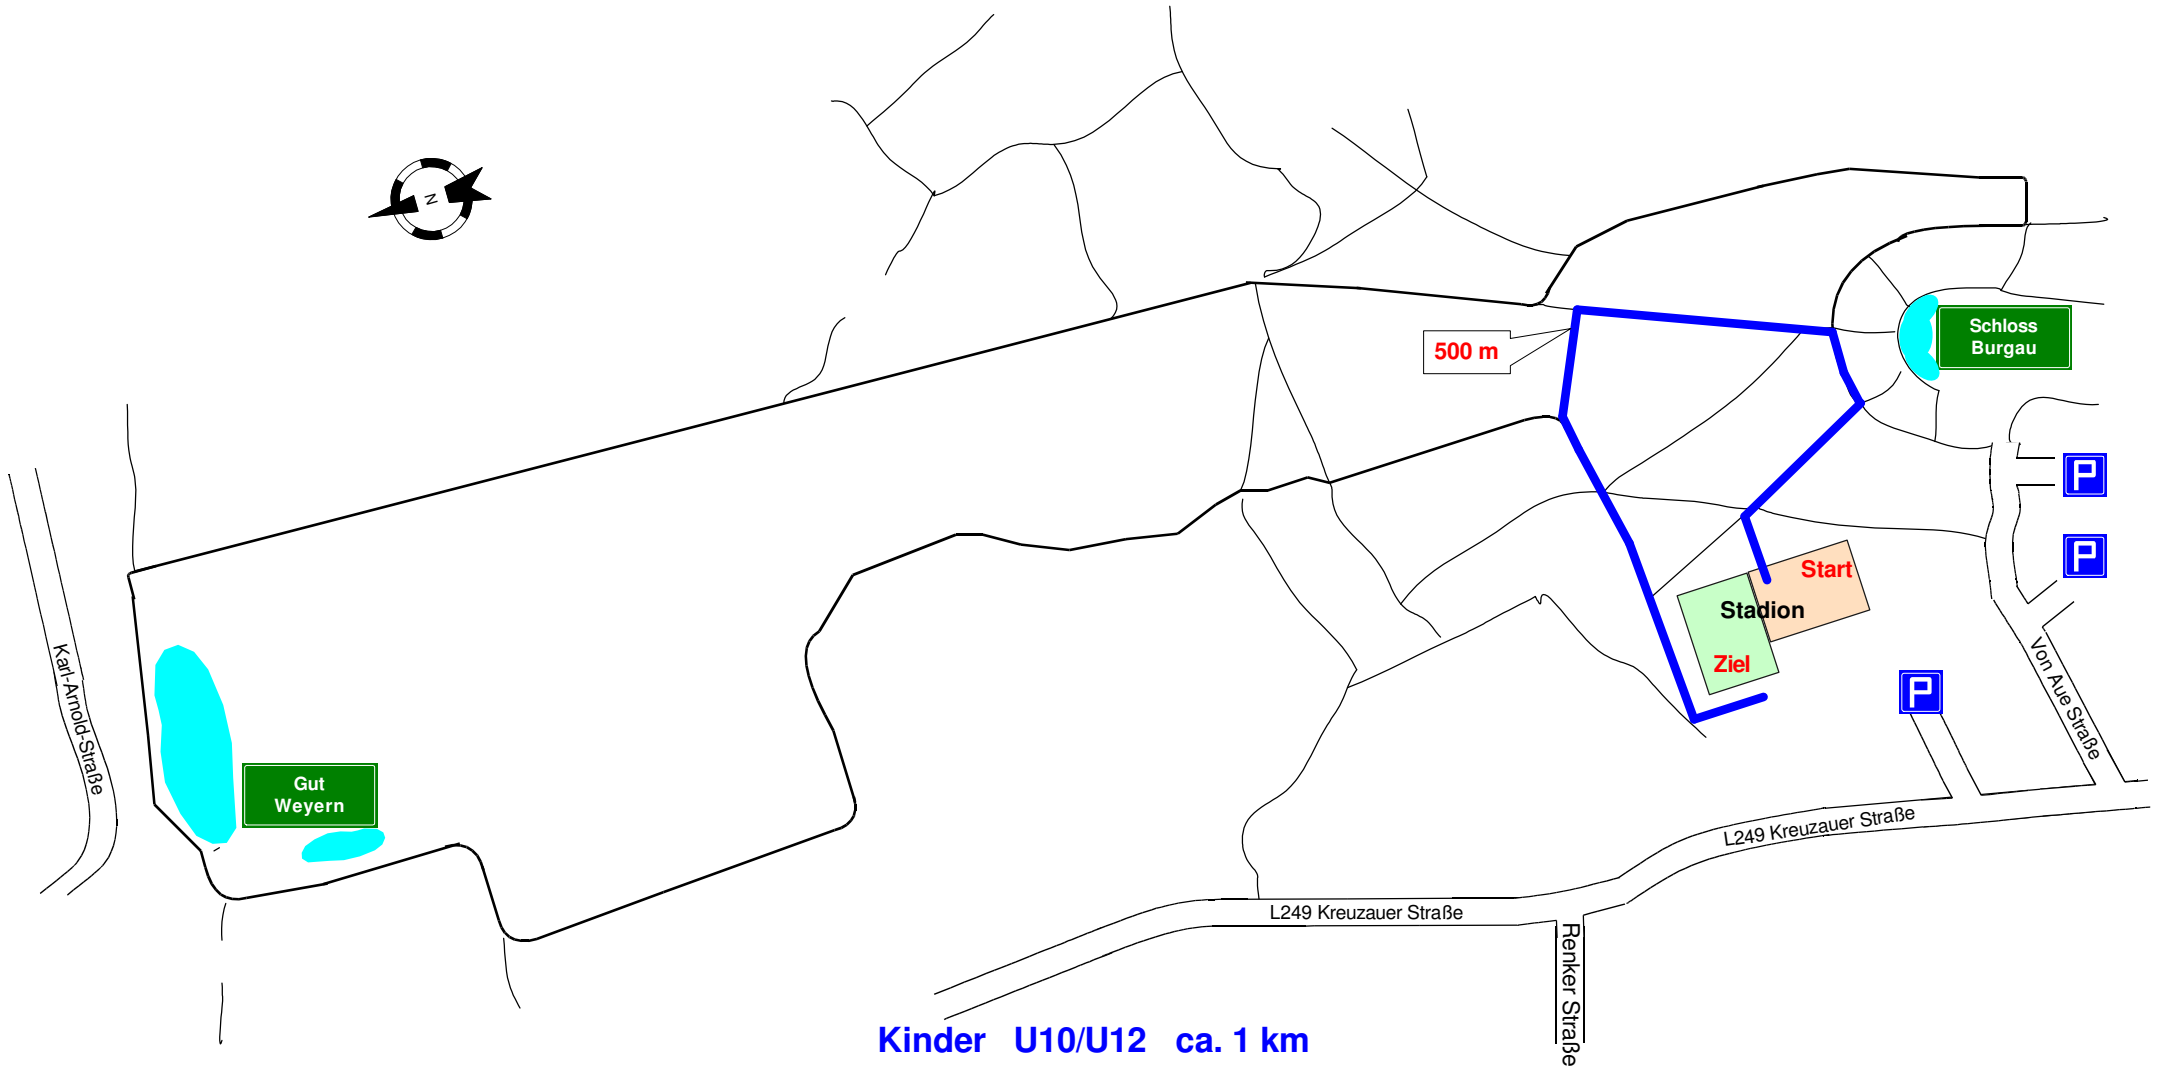 N
Schloss
Burgau
500 m
P
P
Start
Stadion
Ziel
Karl-Arnold-Straße
Von Aue Straße
P
Gut
Weyern
L249 Kreuzauer Straße
L249 Kreuzauer Straße
Renker Straße
Kinder U10/U12 ca. 1 km